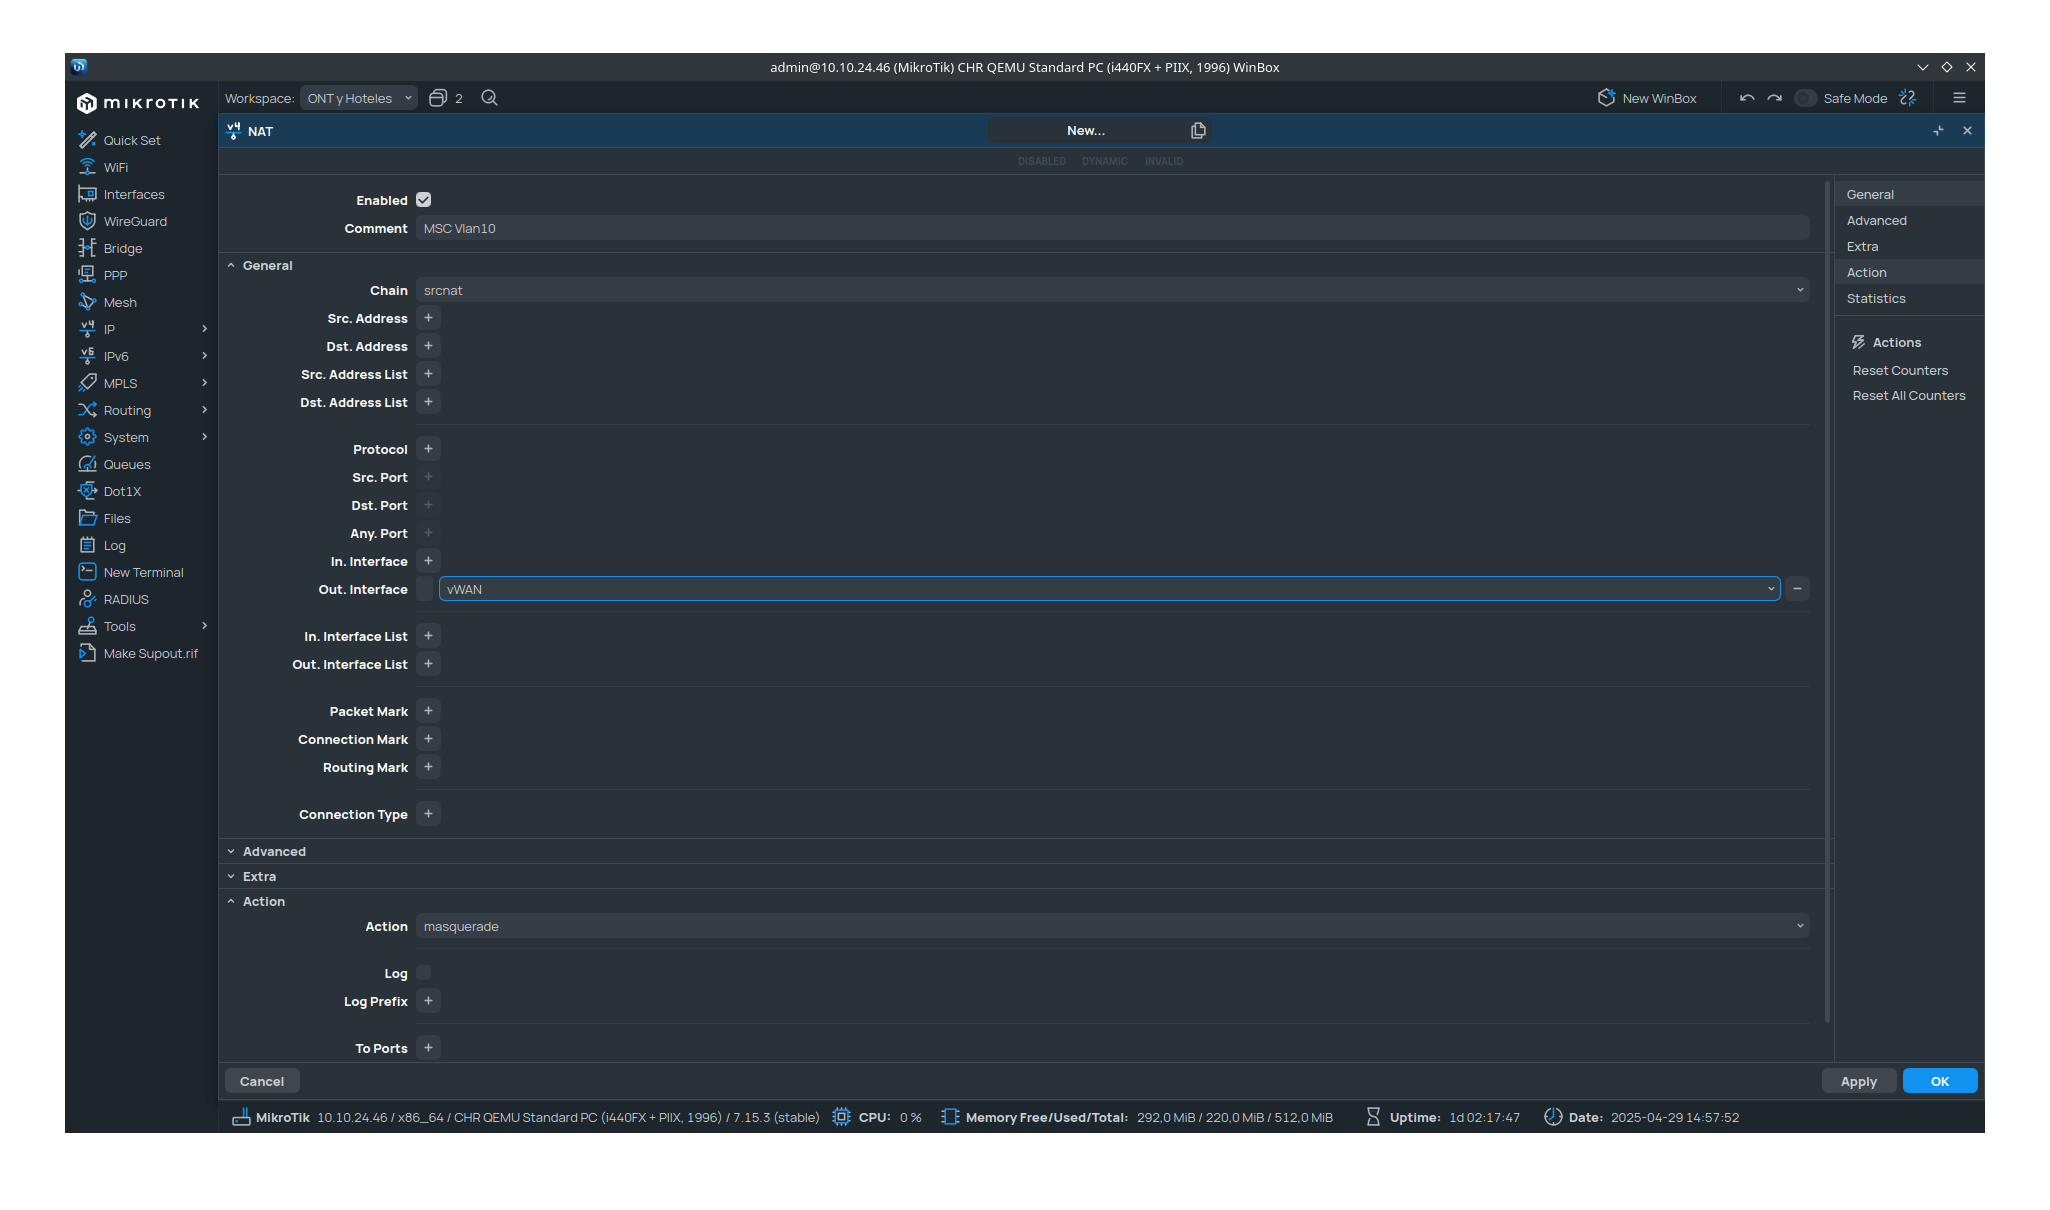 admin@10.10.24.46 (MikroTik) CHR QEMU Standard PC (i440FX + PIIX, 1996) WinBox
mikrotik
Workspace: ONT y Hoteles 2
New WinBox
Safe Mode
Quick Set
WiFi
Interfaces
WireGuard
Bridge
PPP
Mesh
IP
IPv6
MPLS
Routing
System
Queues
Dot1X
Files
Log
New Terminal
RADIUS
Tools
Make Supout.rif
NAT
New...
DISABLED DYNAMIC INVALID
Enabled
Comment MSC Vlan10
General
Chain srcnat
Src. Address +
Dst. Address +
Src. Address List +
Dst. Address List +
Protocol +
Src. Port +
Dst. Port +
Any. Port +
In. Interface +
Out. Interface vWAN −
In. Interface List +
Out. Interface List +
Packet Mark +
Connection Mark +
Routing Mark +
Connection Type +
Advanced
Extra
Action
Action masquerade
Log
Log Prefix +
To Ports +
General
Advanced
Extra
Action
Statistics
Actions
Reset Counters
Reset All Counters
Cancel
Apply
OK
MikroTik 10.10.24.46 / x86_64 / CHR QEMU Standard PC (i440FX + PIIX, 1996) / 7.15.3 (stable) CPU: 0 % Memory Free/Used/Total: 292,0 MiB / 220,0 MiB / 512,0 MiB Uptime: 1d 02:17:47 Date: 2025-04-29 14:57:52